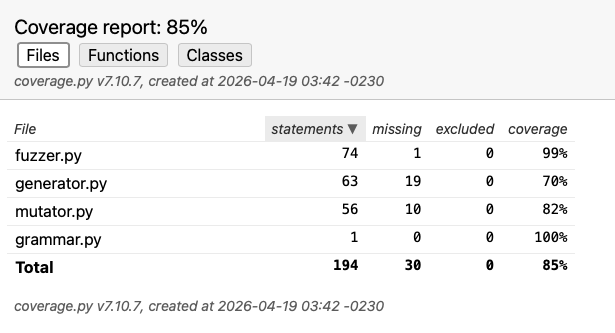 Coverage report: 85%
Files Functions Classes
coverage.py v7.10.7, created at 2026-04-19 03:42 -0230
File statements ▼ missing excluded coverage
fuzzer.py 74 1 0 99%
generator.py 63 19 0 70%
mutator.py 56 10 0 82%
grammar.py 1 0 0 100%
Total 194 30 0 85%
coverage.py v7.10.7, created at 2026-04-19 03:42 -0230